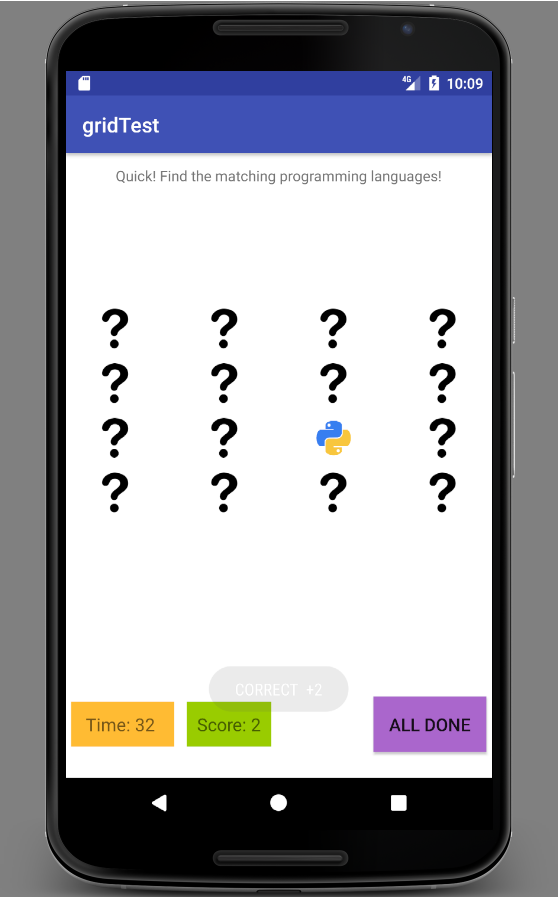 4G 10:09
gridTest
Quick! Find the matching programming languages!
? ? ? ?
? ? ? ?
? ? ?
? ? ? ?
CORRECT +2
Time: 32 Score: 2 ALL DONE